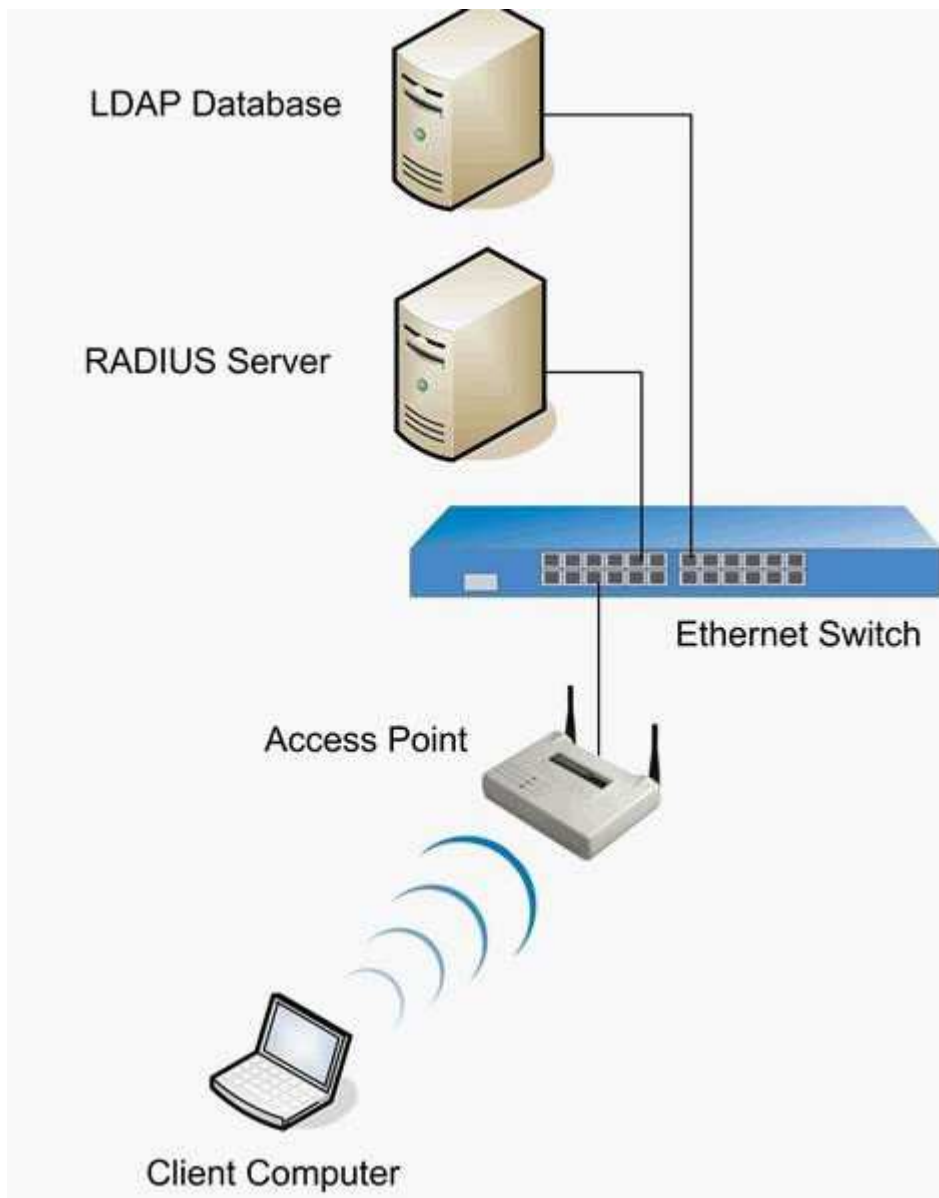 LDAP Database
RADIUS Server
Ethernet Switch
Access Point
Client Computer